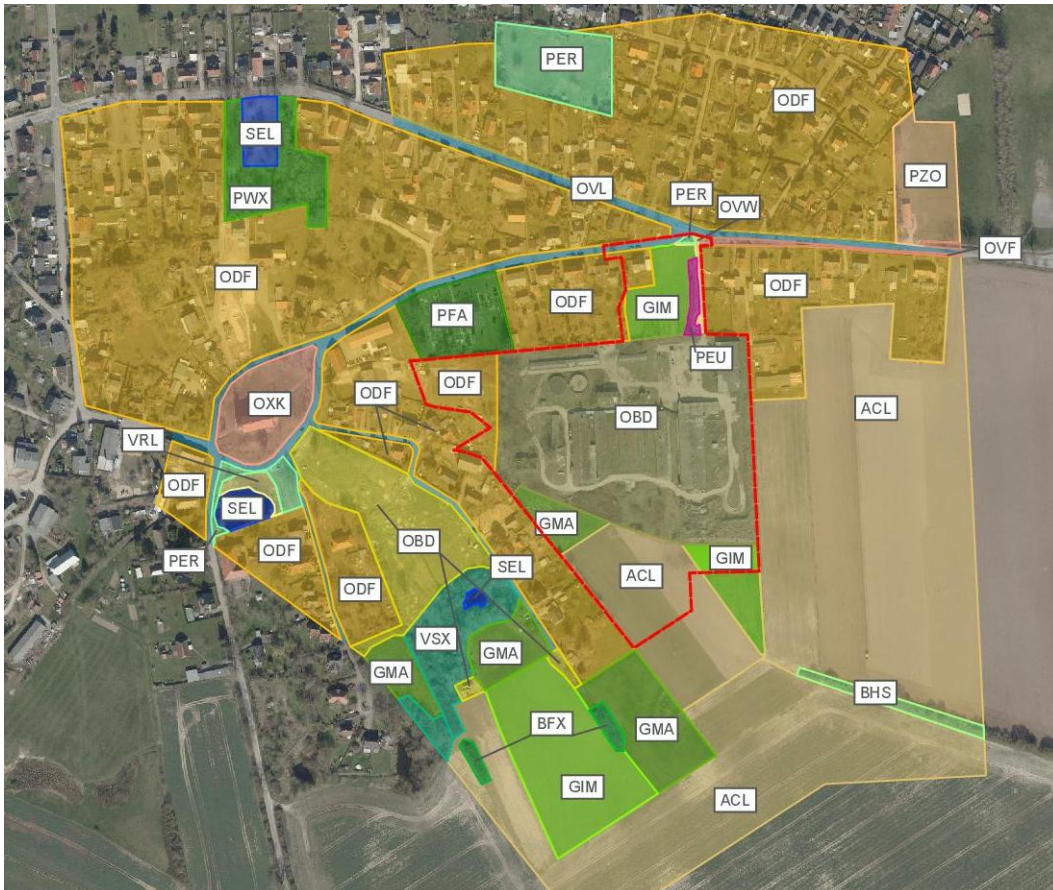 PER
ODF
SEL
PZO
PWX
OVL
PER
OVW
OVF
ODF
ODF
GIM
ODF
PFA
PEU
ODF
OXK
ODF
OBD
ACL
VRL
ODF
SEL
GMA
OBD
PER
ODF
GIM
SEL
ODF
ACL
VSX
GMA
GMA
BHS
BFX
GMA
GIM
ACL